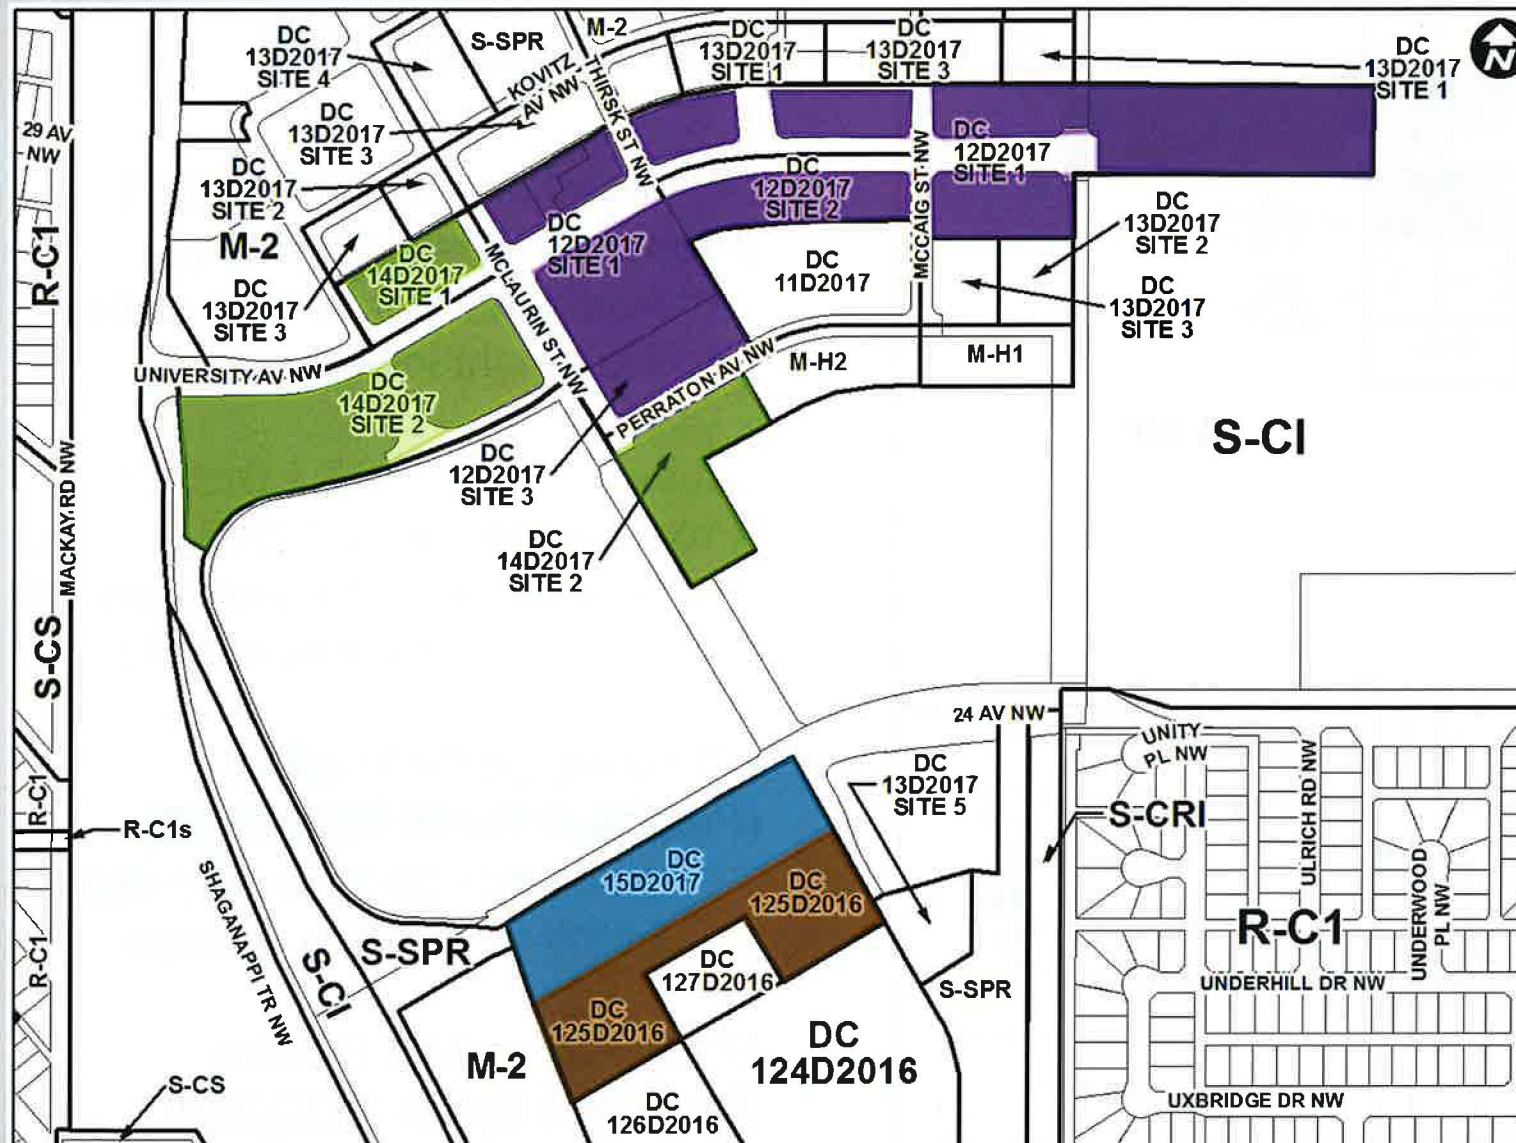 DC
13D2017
SITE 4
S-SPR
M-2
DC
13D2017
SITE 1
DC
13D2017
SITE 3
DC
13D2017
SITE 1
N
KOVITZ
AV NW
THIRSK ST NW
29 AV
NW
DC
13D2017
SITE 3
DC
13D2017
SITE 2
M-2
R-C1
DC
13D2017
SITE 3
DC
14D2017
SITE 1
MCLAURIN ST NW
DC
12D2017
SITE 1
DC
12D2017
SITE 2
MCCAIG ST NW
DC
12D2017
SITE 1
DC
13D2017
SITE 2
DC
11D2017
DC
13D2017
SITE 3
UNIVERSITY AV NW
DC
14D2017
SITE 2
PERRATON AV NW
M-H2
M-H1
S-CI
DC
12D2017
SITE 3
DC
14D2017
SITE 2
MACKAY RD NW
S-CS
24 AV NW
UNITY
PL NW
ULRICH RD NW
DC
13D2017
SITE 5
S-CRI
R-C1
R-C1s
SHAGANAPPI TR NW
DC
15D2017
DC
125D2016
UNDERWOOD
PL NW
R-C1
R-C1
S-SPR
S-CI
DC
127D2016
S-SPR
UNDERHILL DR NW
DC
125D2016
M-2
DC
124D2016
S-CS
DC
126D2016
UXBRIDGE DR NW